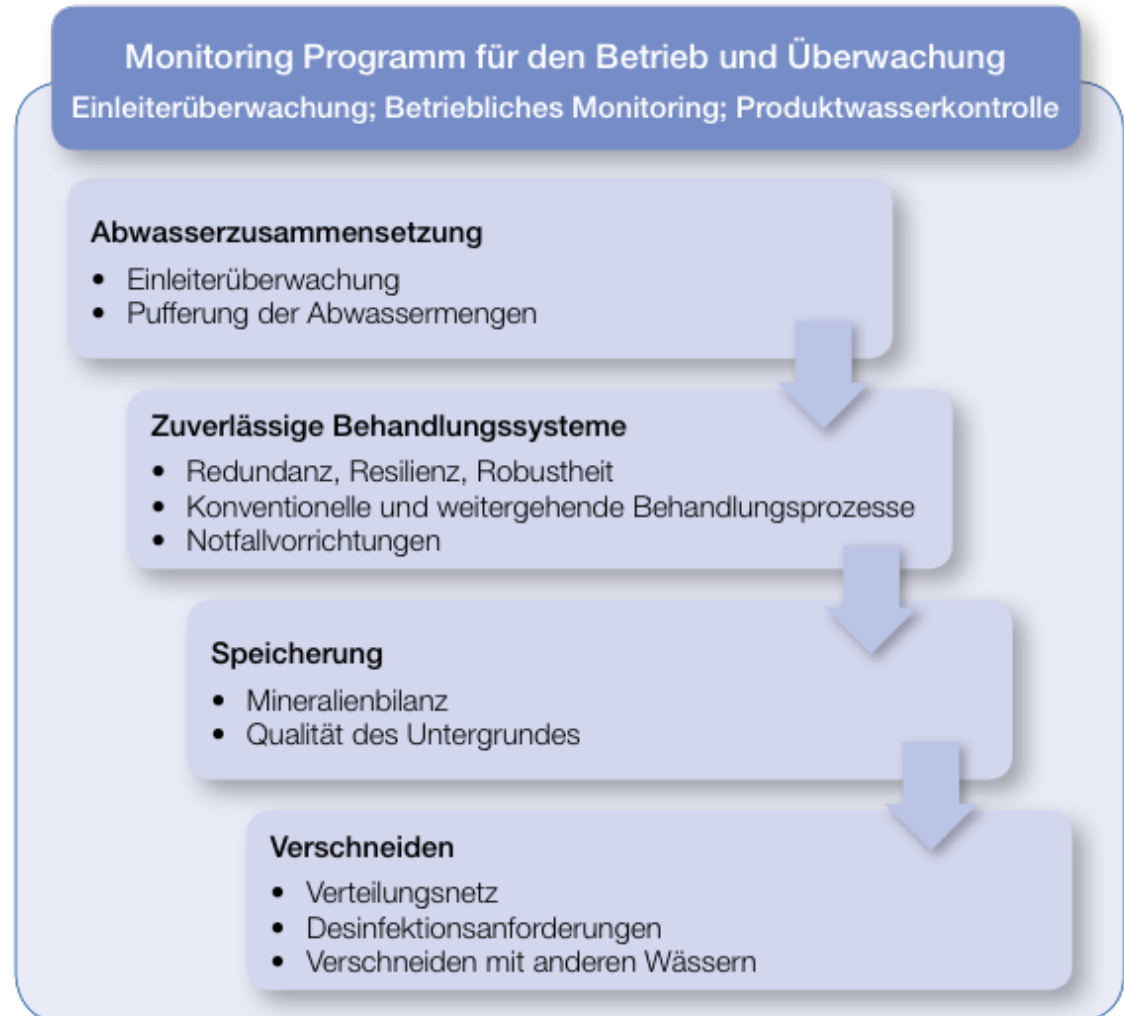 Monitoring Programm für den Betrieb und Überwachung
Einleiterüberwachung; Betriebliches Monitoring; Produktwasserkontrolle
Abwasserzusammensetzung
• Einleiterüberwachung
• Pufferung der Abwassermengen
Zuverlässige Behandlungssysteme
• Redundanz, Resilienz, Robustheit
• Konventionelle und weitergehende Behandlungsprozesse
• Notfallvorrichtungen
Speicherung
• Mineralienbilanz
• Qualität des Untergrundes
Verschneiden
• Verteilungsnetz
• Desinfektionsanforderungen
• Verschneiden mit anderen Wässern